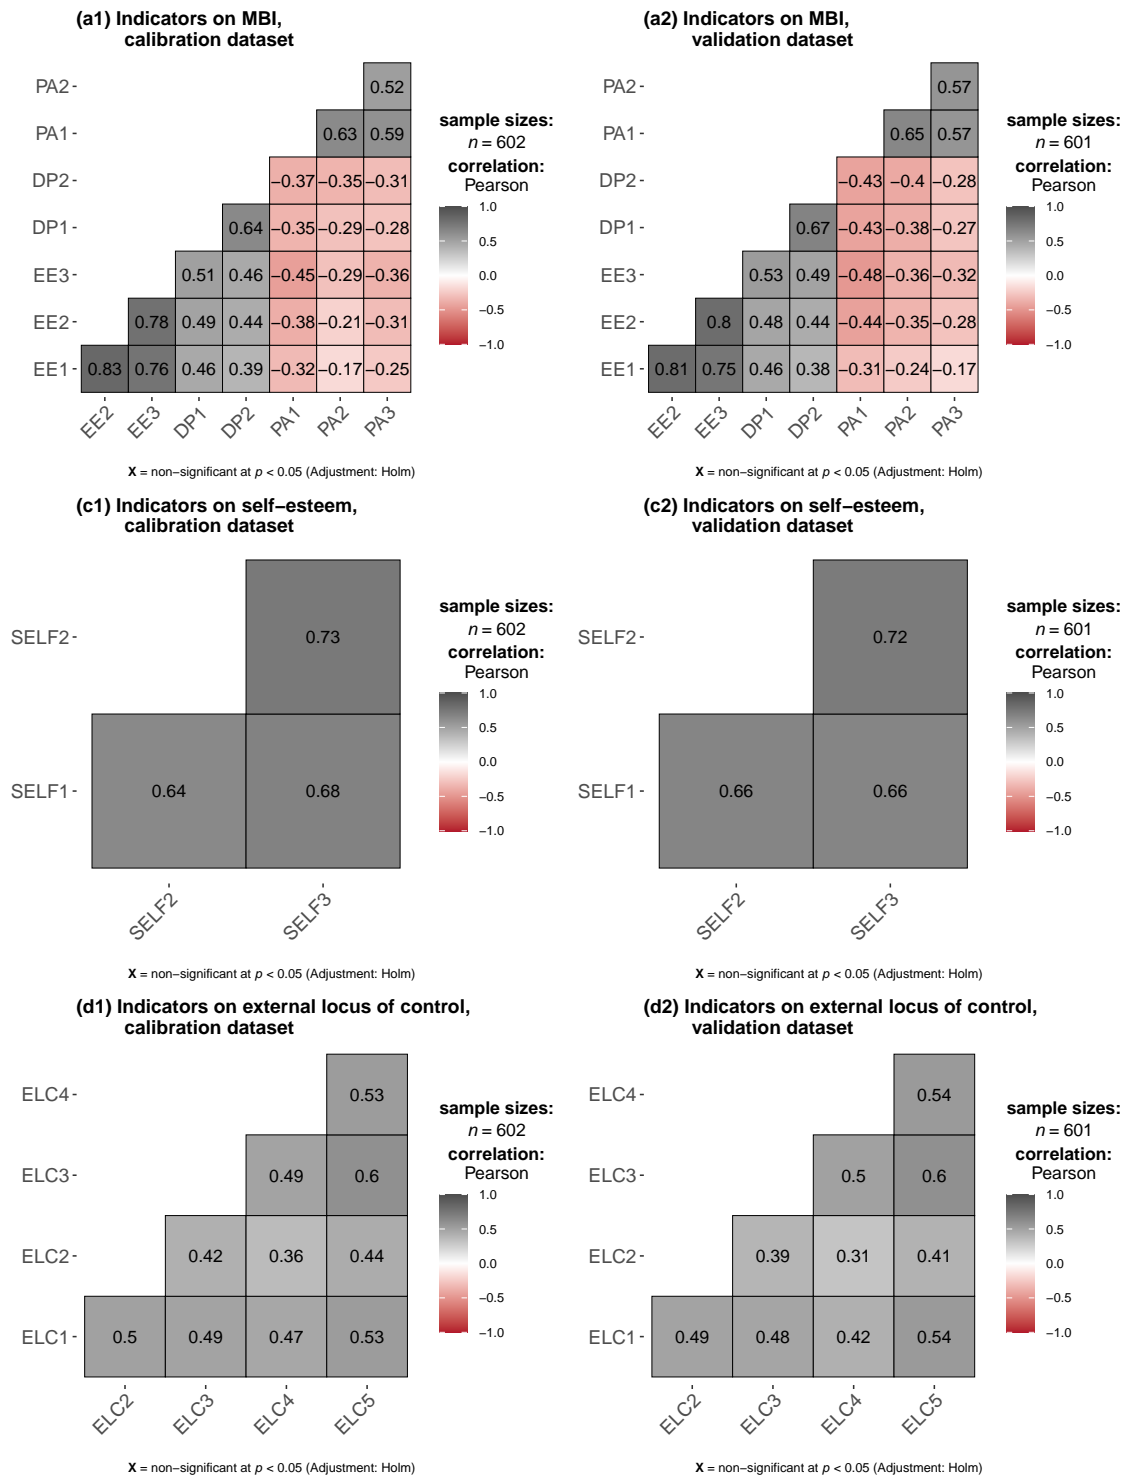 (a1) Indicators on MBI,
calibration dataset
PA2
0.52
PA1
0.63 0.59
DP2
−0.37 −0.35 −0.31
DP1
0.64 −0.35 −0.29 −0.28
EE3
0.51 0.46 −0.45 −0.29 −0.36
EE2
0.78 0.49 0.44 −0.38 −0.21 −0.31
EE1
0.83 0.76 0.46 0.39 −0.32 −0.17 −0.25
EE2 EE3 DP1 DP2 PA1 PA2 PA3
sample sizes:
n = 602
correlation:
Pearson
1.0
0.5
0.0
−0.5
−1.0
X = non−significant at p < 0.05 (Adjustment: Holm)
(a2) Indicators on MBI,
validation dataset
PA2
0.57
PA1
0.65 0.57
DP2
−0.43 −0.4 −0.28
DP1
0.67 −0.43 −0.38 −0.27
EE3
0.53 0.49 −0.48 −0.36 −0.32
EE2
0.8 0.48 0.44 −0.44 −0.35 −0.28
EE1
0.81 0.75 0.46 0.38 −0.31 −0.24 −0.17
EE2 EE3 DP1 DP2 PA1 PA2 PA3
sample sizes:
n = 601
correlation:
Pearson
1.0
0.5
0.0
−0.5
−1.0
X = non−significant at p < 0.05 (Adjustment: Holm)
(c1) Indicators on self−esteem,
calibration dataset
SELF2
0.73
SELF1
0.64 0.68
SELF2 SELF3
sample sizes:
n = 602
correlation:
Pearson
1.0
0.5
0.0
−0.5
−1.0
X = non−significant at p < 0.05 (Adjustment: Holm)
(c2) Indicators on self−esteem,
validation dataset
SELF2
0.72
SELF1
0.66 0.66
SELF2 SELF3
sample sizes:
n = 601
correlation:
Pearson
1.0
0.5
0.0
−0.5
−1.0
X = non−significant at p < 0.05 (Adjustment: Holm)
(d1) Indicators on external locus of control,
calibration dataset
ELC4
0.53
ELC3
0.49 0.6
ELC2
0.42 0.36 0.44
ELC1
0.5 0.49 0.47 0.53
ELC2 ELC3 ELC4 ELC5
sample sizes:
n = 602
correlation:
Pearson
1.0
0.5
0.0
−0.5
−1.0
X = non−significant at p < 0.05 (Adjustment: Holm)
(d2) Indicators on external locus of control,
validation dataset
ELC4
0.54
ELC3
0.5 0.6
ELC2
0.39 0.31 0.41
ELC1
0.49 0.48 0.42 0.54
ELC2 ELC3 ELC4 ELC5
sample sizes:
n = 601
correlation:
Pearson
1.0
0.5
0.0
−0.5
−1.0
X = non−significant at p < 0.05 (Adjustment: Holm)